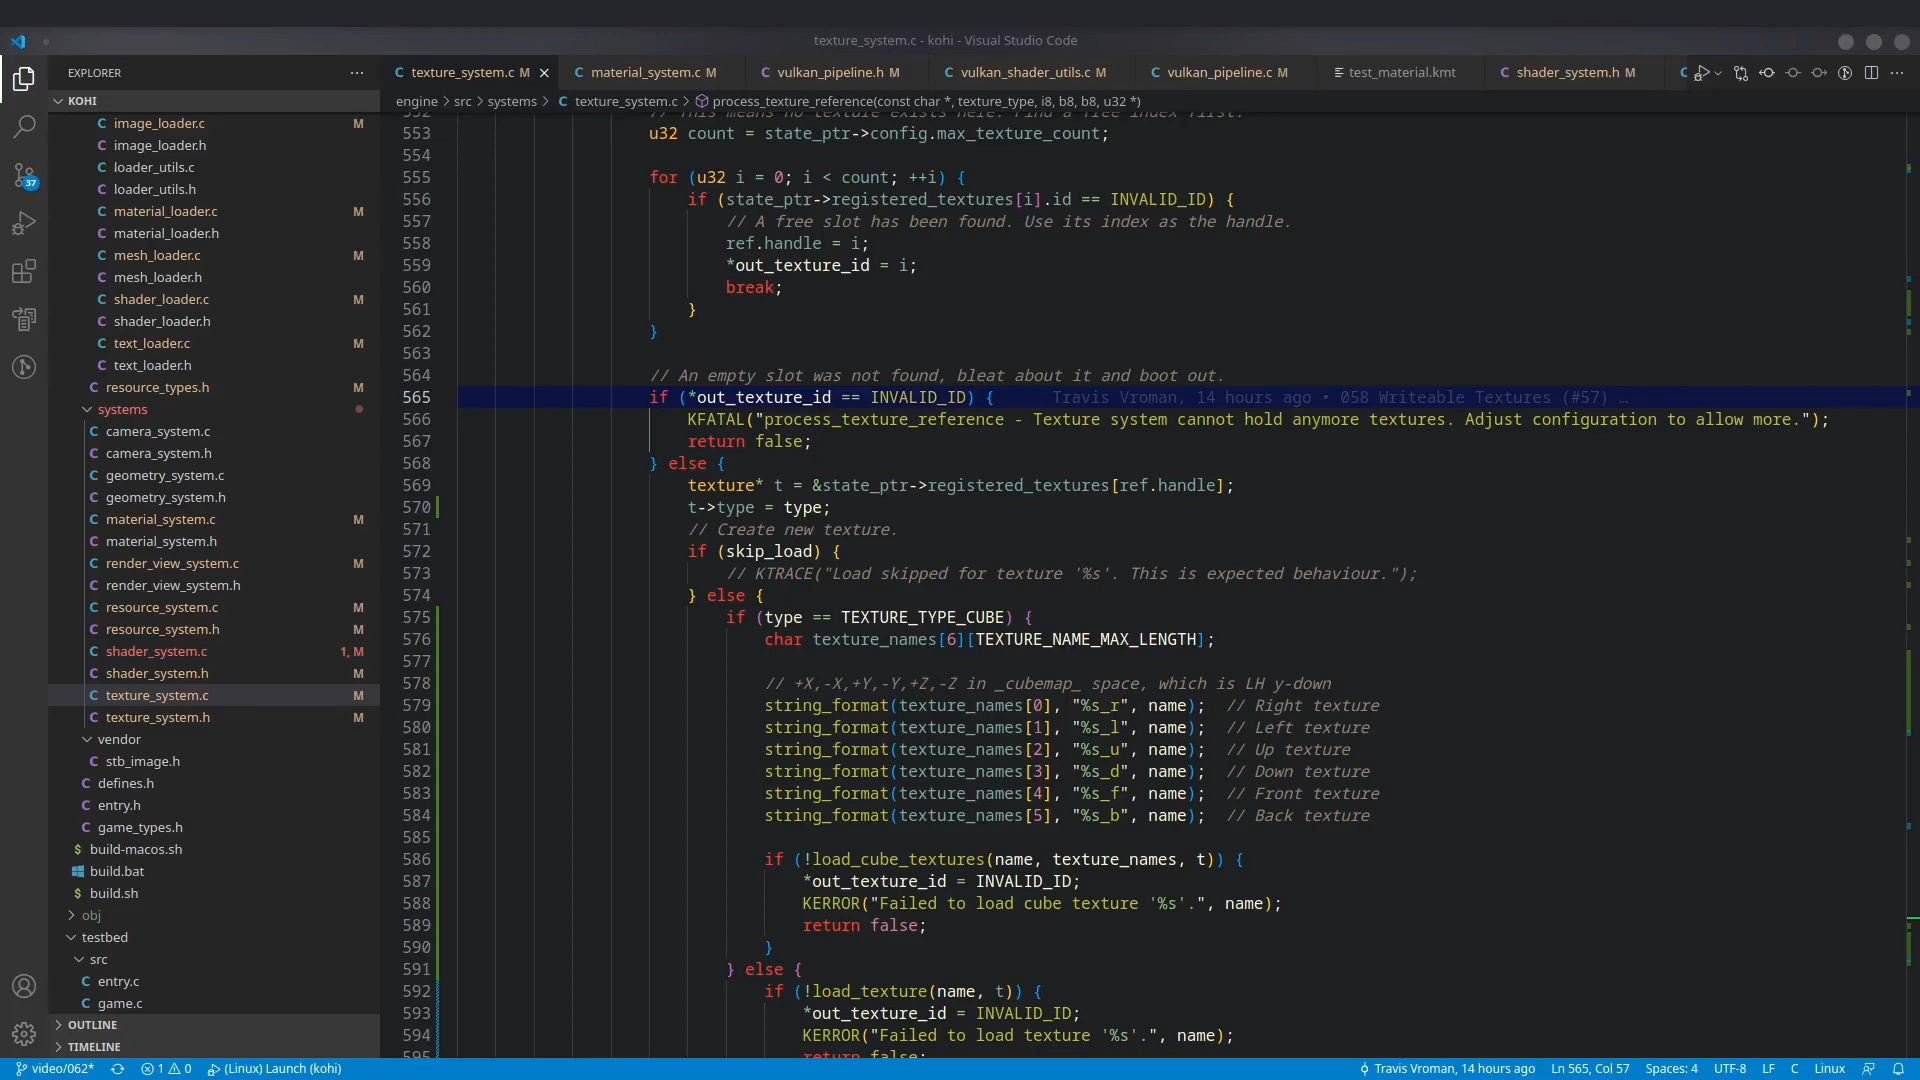 texture_system.c - kohi - Visual Studio Code
EXPLORER
KOHI
image_loader.c M
image_loader.h
loader_utils.c
loader_utils.h
material_loader.c M
material_loader.h
mesh_loader.c M
mesh_loader.h
shader_loader.c M
shader_loader.h
text_loader.c M
text_loader.h
resource_types.h M
systems
camera_system.c
camera_system.h
geometry_system.c
geometry_system.h
material_system.c M
material_system.h
render_view_system.c M
render_view_system.h
resource_system.c M
resource_system.h M
shader_system.c 1, M
shader_system.h M
texture_system.c M
texture_system.h M
vendor
stb_image.h
defines.h
entry.h
game_types.h
build-macos.sh
build.bat
build.sh
obj
testbed
src
entry.c
game.c
OUTLINE
TIMELINE
37
texture_system.c M
material_system.c M
vulkan_pipeline.h M
vulkan_shader_utils.c M
vulkan_pipeline.c M
test_material.kmt
shader_system.h M
engine > src > systems > C texture_system.c > process_texture_reference(const char *, texture_type, i8, b8, b8, u32 *)
552 // This means no texture exists here. Find a free index first.
553 u32 count = state_ptr->config.max_texture_count;
554
555 for (u32 i = 0; i < count; ++i) {
556 if (state_ptr->registered_textures[i].id == INVALID_ID) {
557 // A free slot has been found. Use its index as the handle.
558 ref.handle = i;
559 *out_texture_id = i;
560 break;
561 }
562 }
563
564 // An empty slot was not found, bleat about it and boot out.
565 if (*out_texture_id == INVALID_ID) { Travis Vroman, 14 hours ago • 058 Writeable Textures (#57) …
566 KFATAL("process_texture_reference - Texture system cannot hold anymore textures. Adjust configuration to allow more.");
567 return false;
568 } else {
569 texture* t = &state_ptr->registered_textures[ref.handle];
570 t->type = type;
571 // Create new texture.
572 if (skip_load) {
573 // KTRACE("Load skipped for texture '%s'. This is expected behaviour.");
574 } else {
575 if (type == TEXTURE_TYPE_CUBE) {
576 char texture_names[6][TEXTURE_NAME_MAX_LENGTH];
577
578 // +X,-X,+Y,-Y,+Z,-Z in _cubemap_ space, which is LH y-down
579 string_format(texture_names[0], "%s_r", name); // Right texture
580 string_format(texture_names[1], "%s_l", name); // Left texture
581 string_format(texture_names[2], "%s_u", name); // Up texture
582 string_format(texture_names[3], "%s_d", name); // Down texture
583 string_format(texture_names[4], "%s_f", name); // Front texture
584 string_format(texture_names[5], "%s_b", name); // Back texture
585
586 if (!load_cube_textures(name, texture_names, t)) {
587 *out_texture_id = INVALID_ID;
588 KERROR("Failed to load cube texture '%s'.", name);
589 return false;
590 }
591 } else {
592 if (!load_texture(name, t)) {
593 *out_texture_id = INVALID_ID;
594 KERROR("Failed to load texture '%s'.", name);
595 return false;
video/062* 1 0 (Linux) Launch (kohi)
Travis Vroman, 14 hours ago Ln 565, Col 57 Spaces: 4 UTF-8 LF C Linux